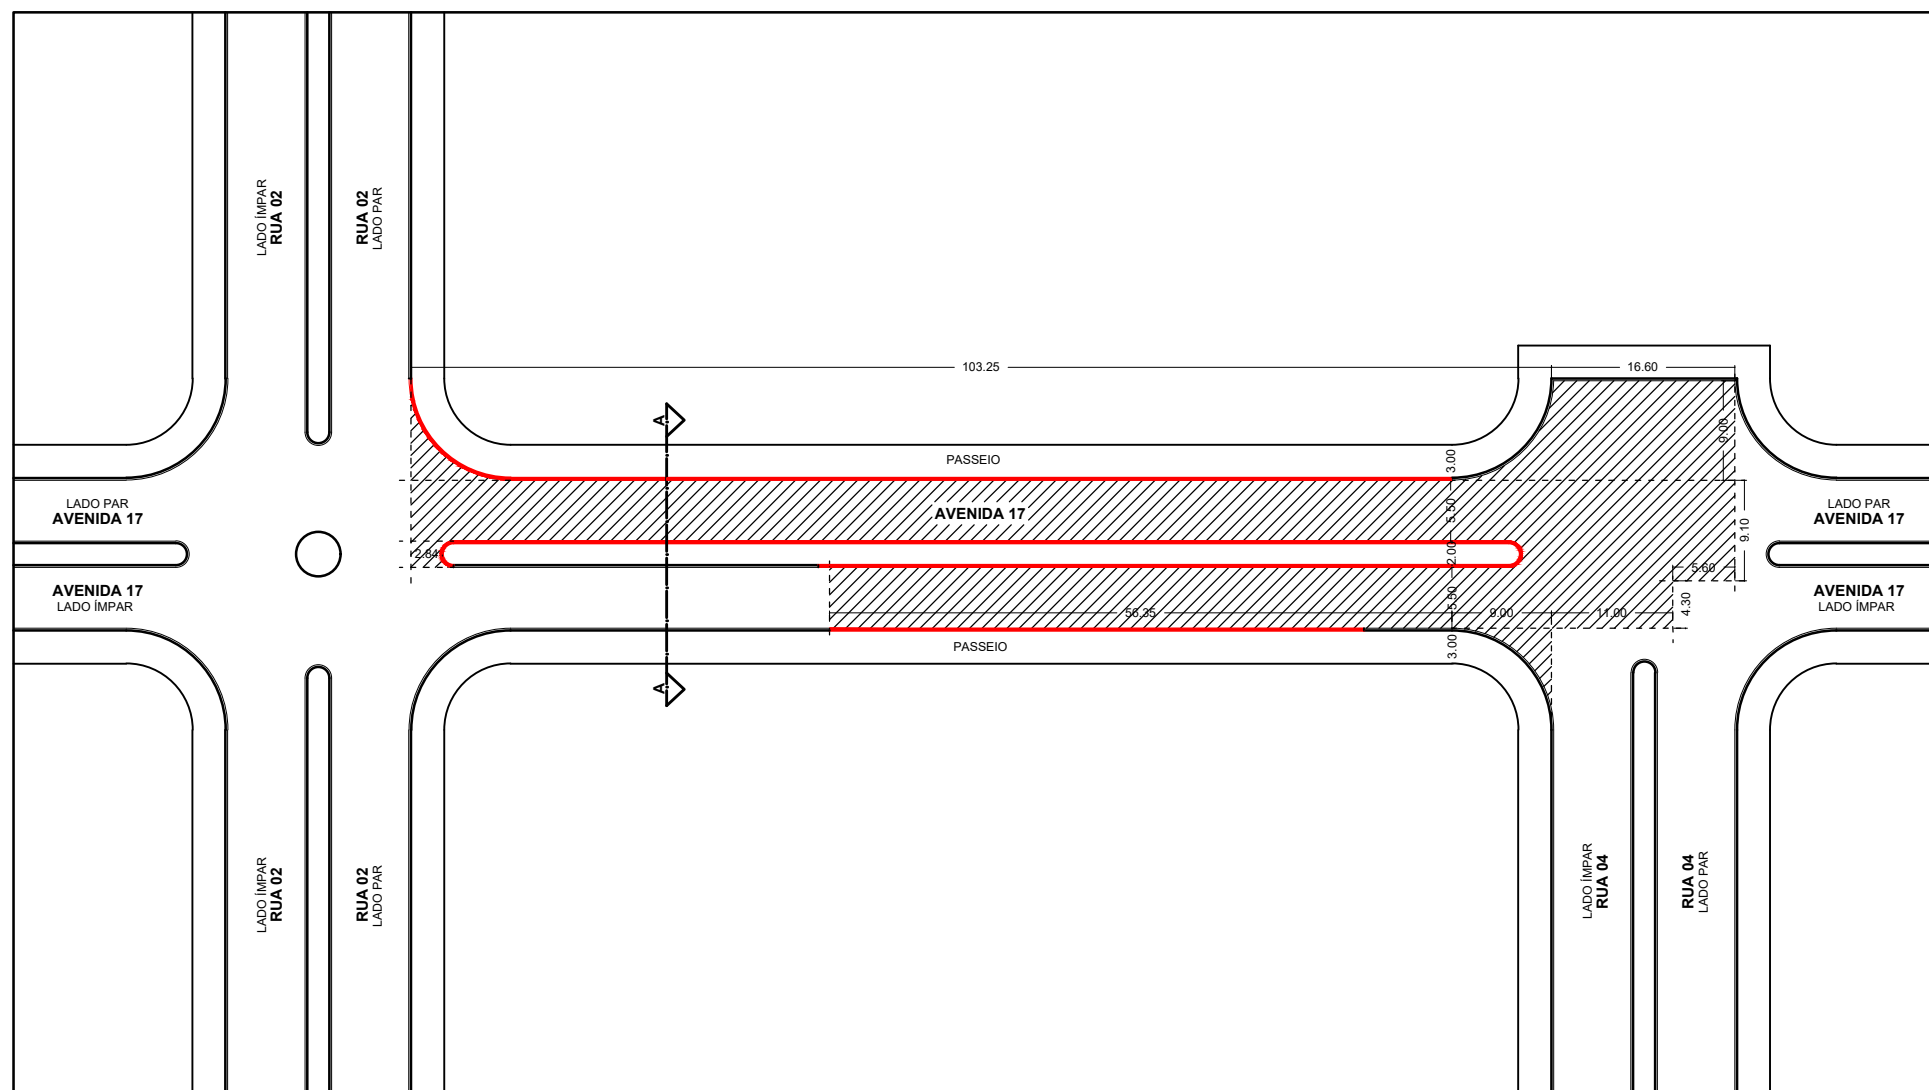 LADO ÍMPAR
RUA 02
RUA 02
LADO PAR
103.25
16.60
A
9.00
PASSEIO
3.00
LADO PAR
AVENIDA 17
AVENIDA 17
5.50
LADO PAR
AVENIDA 17
9.10
2.84
2.00
5.60
AVENIDA 17
LADO ÍMPAR
56.35
5.50
9.00
11.00
4.30
AVENIDA 17
LADO ÍMPAR
PASSEIO
3.00
A
LADO ÍMPAR
RUA 02
RUA 02
LADO PAR
LADO ÍMPAR
RUA 04
RUA 04
LADO PAR